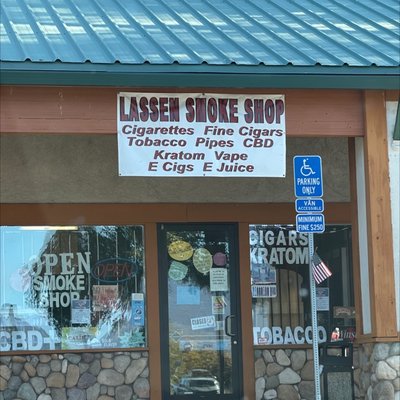 LASSEN SMOKE SHOP
Cigarettes Fine Cigars
Tobacco Pipes CBD
Kratom Vape
E Cigs E Juice
PARKING
ONLY
VAN
ACCESSIBLE
MINIMUM
FINE $250
OPEN
SMOKE
SHOP
OPEN
CBD+
CLOSED
CIGARS
KRATOM
TOBACCO